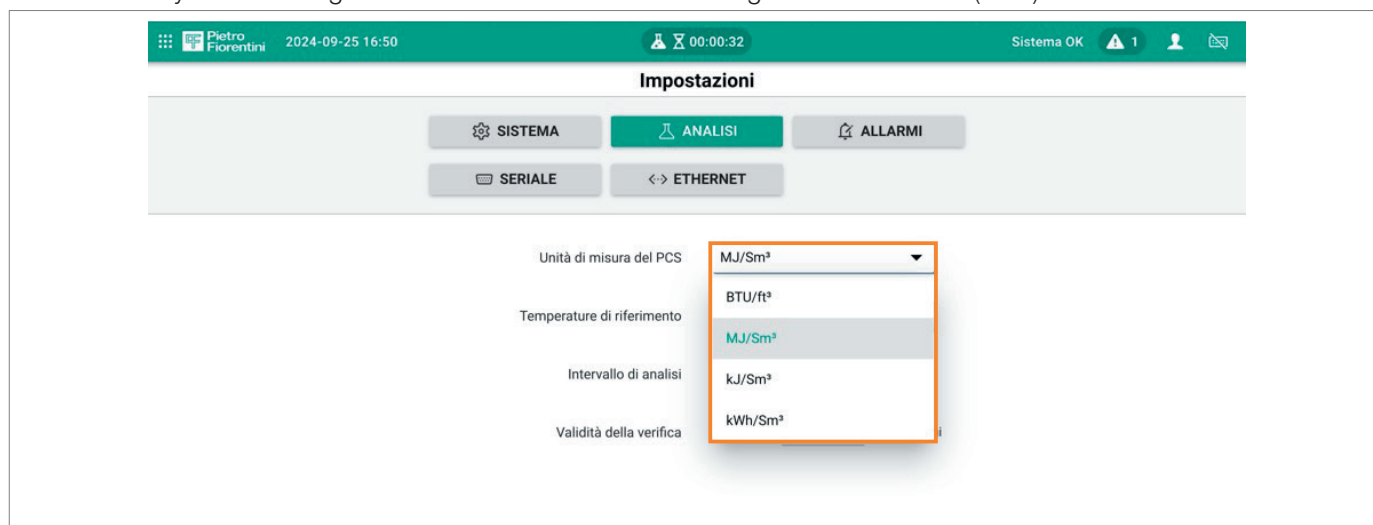 Pietro
Fiorentini
2024-09-25 16:50
00:00:32
Sistema OK
1
Impostazioni
SISTEMA
ANALISI
ALLARMI
SERIALE
ETHERNET
Unità di misura del PCS
MJ/Sm³
BTU/ft³
Temperature di riferimento
MJ/Sm³
Intervallo di analisi
kJ/Sm³
kWh/Sm³
Validità della verifica